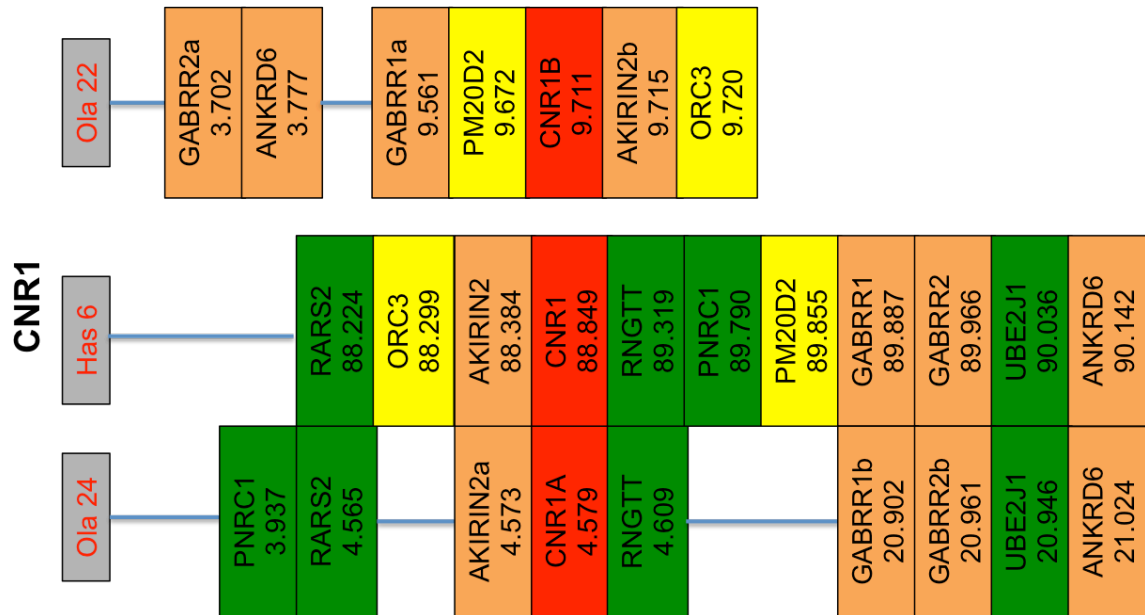 CNR1
Ola 22
GABRR2a
3.702
ANKRD6
3.777
GABRR1a
9.561
PM20D2
9.672
CNR1B
9.711
AKIRIN2b
9.715
ORC3
9.720
Has 6
RARS2
88.224
ORC3
88.299
AKIRIN2
88.384
CNR1
88.849
RNGTT
89.319
PNRC1
89.790
PM20D2
89.855
GABRR1
89.887
GABRR2
89.966
UBE2J1
90.036
ANKRD6
90.142
Ola 24
PNRC1
3.937
RARS2
4.565
AKIRIN2a
4.573
CNR1A
4.579
RNGTT
4.609
GABRR1b
20.902
GABRR2b
20.961
UBE2J1
20.946
ANKRD6
21.024